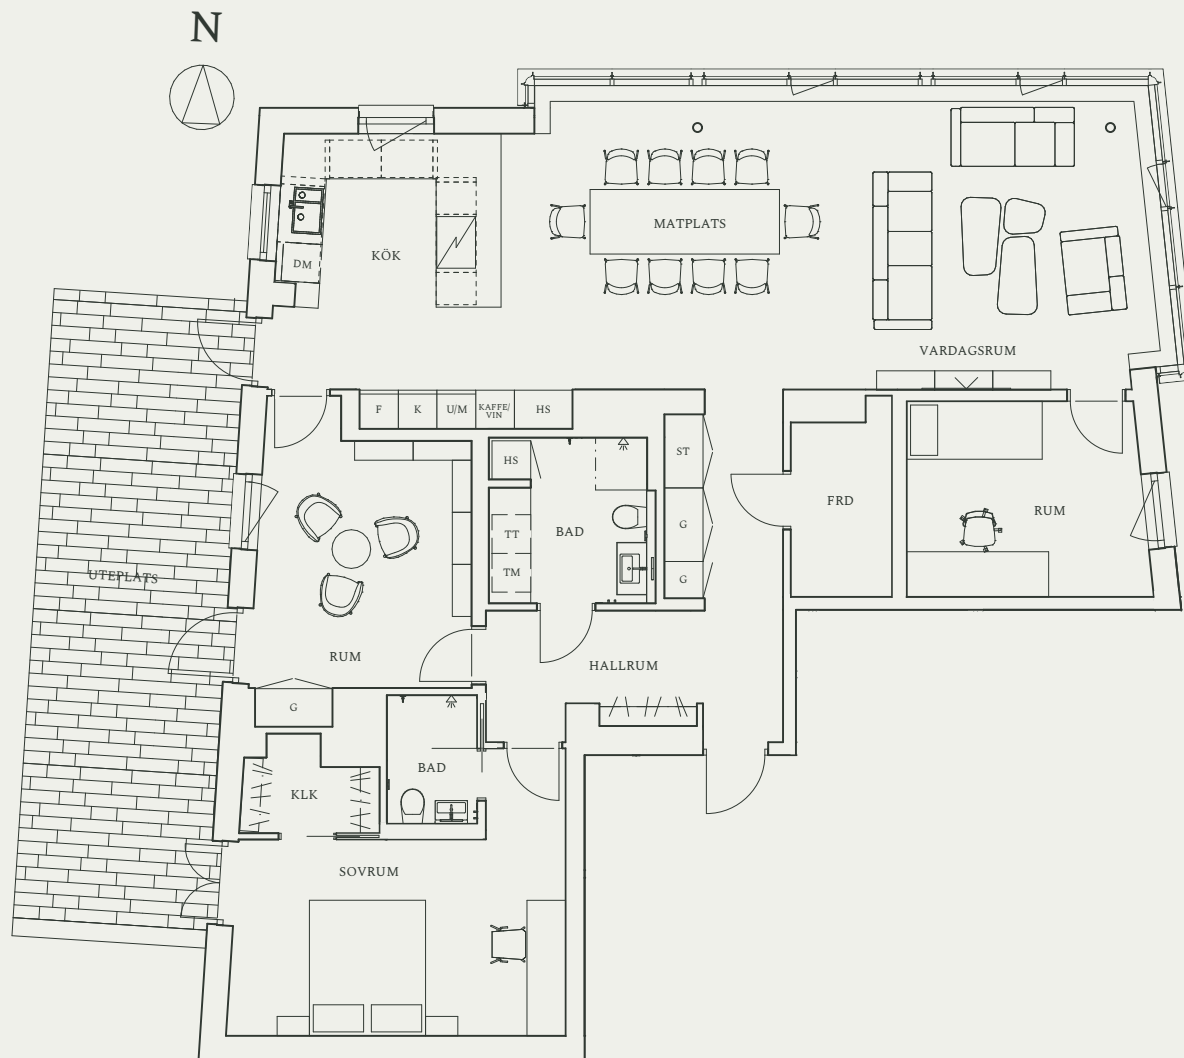 N
MATPLATS
KÖK
DM
VARDAGSRUM
F
K
U/M
KAFFE/
VIN
HS
ST
HS
FRD
RUM
G
BAD
TT
TM
G
UTEPLATS
RUM
HALLRUM
G
BAD
KLK
SOVRUM